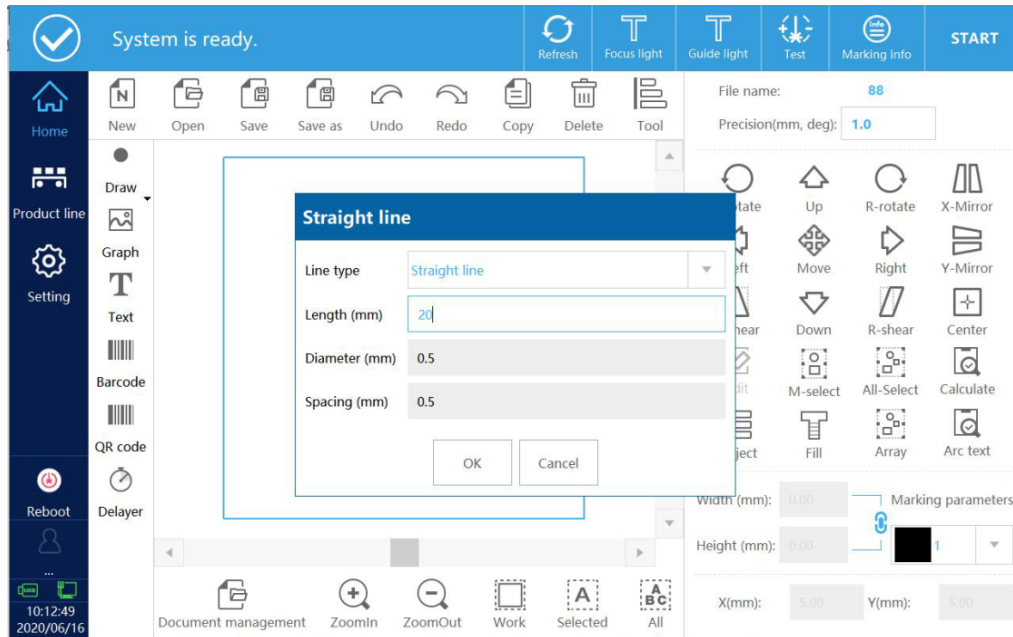 System is ready.
Refresh
Focus light
Guide light
Test
info
Marking info
START
Home
Product line
Setting
Reboot
...
USB
10:12:49
2020/06/16
N
New
Open
Save
Save as
Undo
Redo
Copy
Delete
Tool
Draw
Graph
T
Text
Barcode
QR code
Delayer
File name: 88
Precision(mm, deg): 1.0
Up
R-rotate
X-Mirror
Move
Right
Y-Mirror
Down
R-shear
Center
M-select
All-Select
Calculate
Fill
Array
Arc text
Straight line
Line type Straight line
Length (mm) 20
Diameter (mm) 0.5
Spacing (mm) 0.5
OK Cancel
Width (mm): 0.00
Marking parameters
Height (mm): 0.00
1
X(mm): 5.00 Y(mm): 5.00
Document management
ZoomIn
ZoomOut
Work
A
Selected
A
B C
All